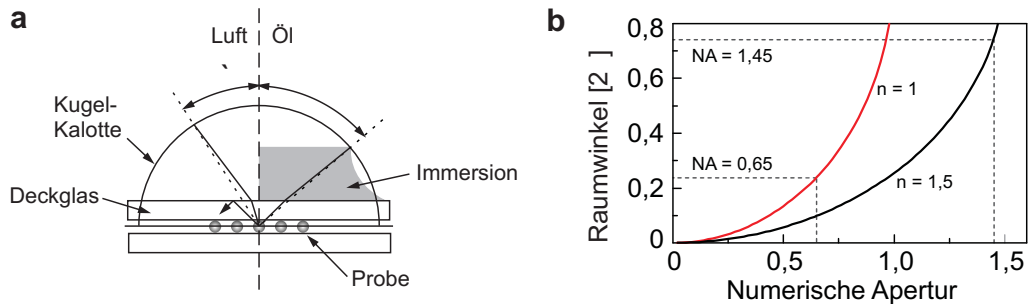 a
Luft Öl
Kugel-
Kalotte
Deckglas
Immersion
Probe
b
Raumwinkel [2 ]
0,8
0,6
0,4
0,2
0
NA = 1,45
NA = 0,65
n = 1
n = 1,5
0 0,5 1,0 1,5
Numerische Apertur